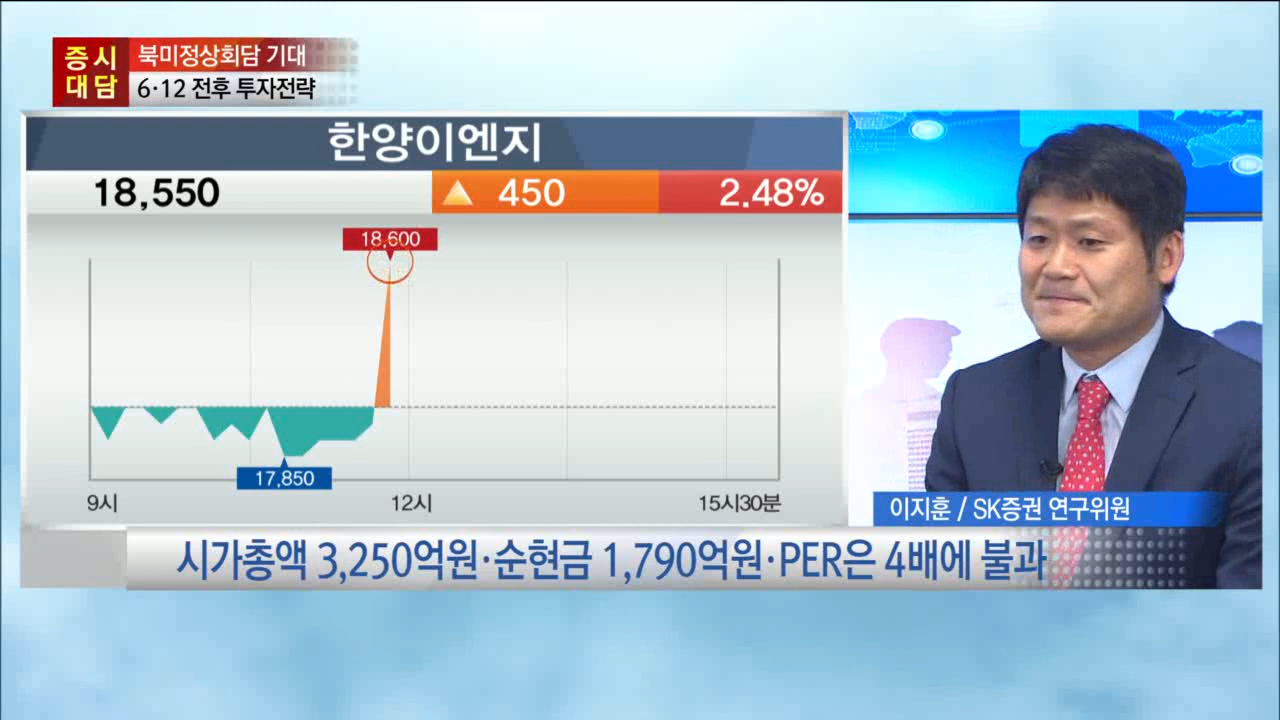 증시
대담
북미정상회담 기대
6·12 전후 투자전략
한양이엔지
18,550 ▲ 450 2.48%
18,600
17,850
9시 12시 15시30분
이지훈 / SK증권 연구위원
시가총액 3,250억원·순현금 1,790억원·PER은 4배에 불과